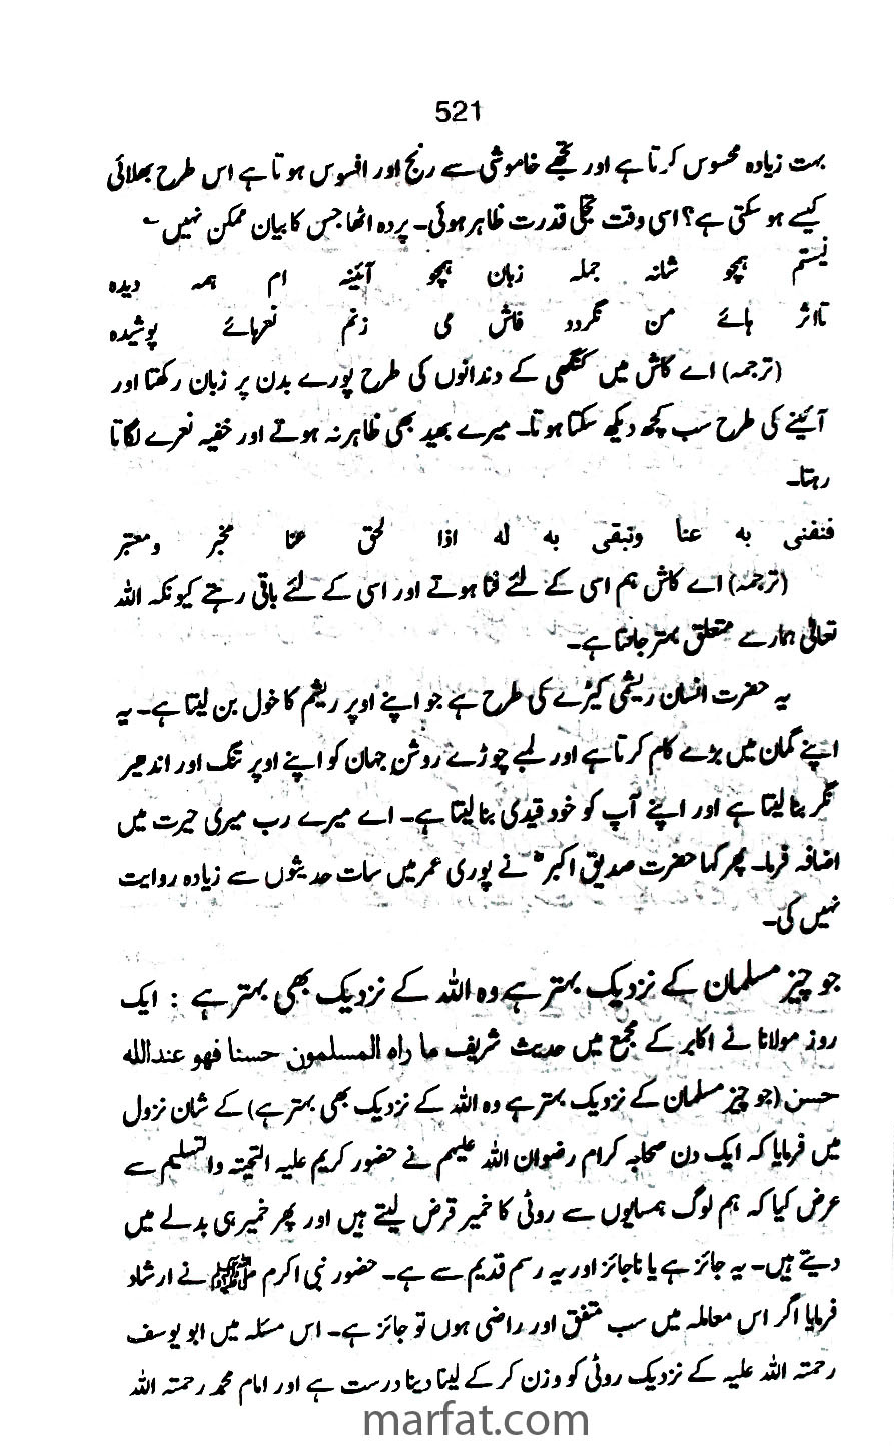 521
بہت زیادہ محسوس کرتا ہے اور مجھے خاموشی سے رنج اور افسوس ہوتا ہے اس طرح بھلائی
کیسے ہو سکتی ہے؟ اسی وقت تجلی قدرت ظاہر ہوئی۔ پردہ اٹھا جس کا بیان ممکن نہیں ~
نیستم ہمچو شانہ جملہ زبان ہمچو آئینہ ام ہمہ دیدہ
تااثر ہائے من نگردد فاش می زنم نعرہائے پوشیدہ
(ترجمہ) اے کاش میں کنگھی کے دندانوں کی طرح پورے بدن پر زبان رکھتا اور
آئینے کی طرح سب کچھ دیکھ سکتا ہوتا۔ میرے بھید بھی ظاہر نہ ہوتے اور خفیہ نعرے لگاتا
رہتا۔
فنفنی بہ عنا وتبقی بہ لہ اذا لحق عنا مخبر ومعتبر
(ترجمہ) اے کاش ہم اسی کے لئے فنا ہوتے اور اسی کے لئے باقی رہتے کیونکہ اللہ
تعالی ہمارے متعلق بہتر جانتا ہے۔
یہ حضرت انسان ریشمی کیڑے کی طرح ہے جو اپنے اوپر ریشم کا خول بن لیتا ہے۔ یہ
اپنے گمان میں بڑے کام کرتا ہے اور لمبے چوڑے روشن جہان کو اپنے اوپر تنگ اور اندھیر
نگر بنا لیتا ہے اور اپنے آپ کو خود قیدی بنا لیتا ہے۔ اے میرے رب میری حیرت میں
اضافہ فرما۔ پھر کہا حضرت صدیق اکبرؓ نے پوری عمر میں سات حدیثوں سے زیادہ روایت
نہیں کی۔
جو چیز مسلمان کے نزدیک بہتر ہے وہ اللہ کے نزدیک بھی بہتر ہے : ایک
روز مولانا نے اکابر کے مجمع میں حدیث شریف ما راہ المسلمون حسنا فھو عنداللہ
حسن (جو چیز مسلمان کے نزدیک بہتر ہے وہ اللہ کے نزدیک بھی بہتر ہے) کے شان نزول
میں فرمایا کہ ایک دن صحابہ کرام رضوان اللہ علیہم نے حضور کریم علیہ التحیتہ والتسلیم سے
عرض کیا کہ ہم لوگ ہمسایوں سے روٹی کا خمیر قرض لیتے ہیں اور پھر خمیر ہی بدلے میں
دیتے ہیں۔ یہ جائز ہے یا ناجائز اور یہ رسم قدیم سے ہے۔ حضور نبی اکرم ﷺ نے ارشاد
فرمایا اگر اس معاملہ میں سب متفق اور راضی ہوں تو جائز ہے۔ اس مسئلہ میں ابو یوسف
رحمتہ اللہ علیہ کے نزدیک روٹی کو وزن کر کے لینا دینا درست ہے اور امام محمد رحمتہ اللہ
marfat.com